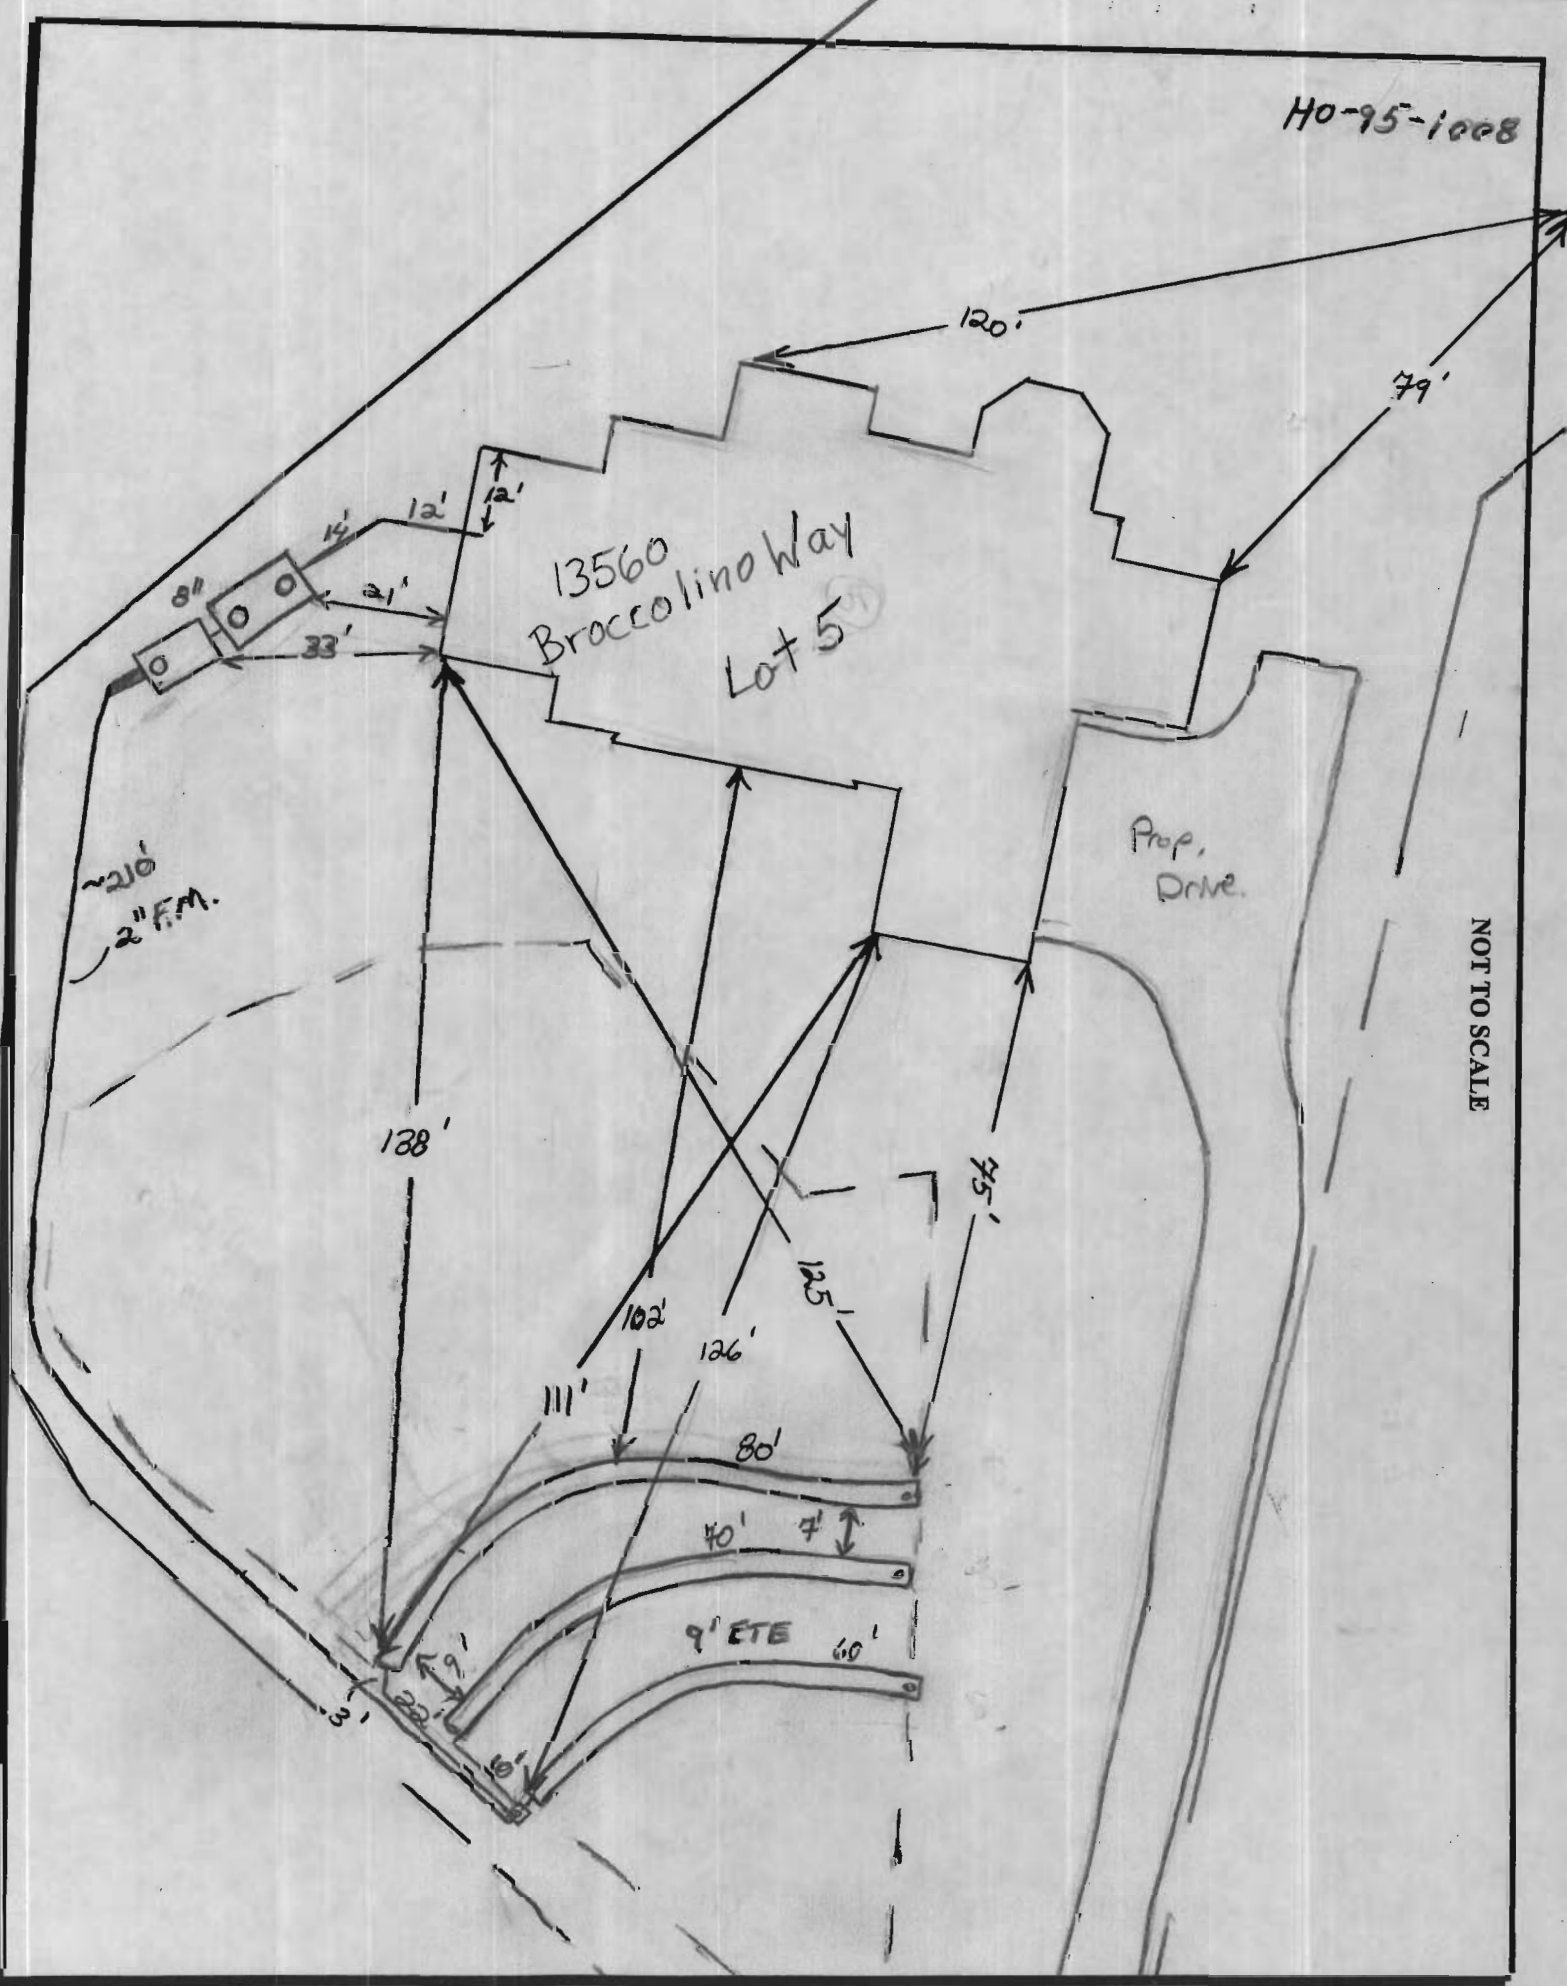 HO-95-1008
120'
79'
12'
12'
14'
8"
21'
33'
13560
Broccolino Way
Lot 5
Prop.
Drive.
NOT TO SCALE
~210'
2" F.M.
138'
75'
125'
102'
126'
111'
80'
70'
7'
9' ETE
60'
9'
22'
3'